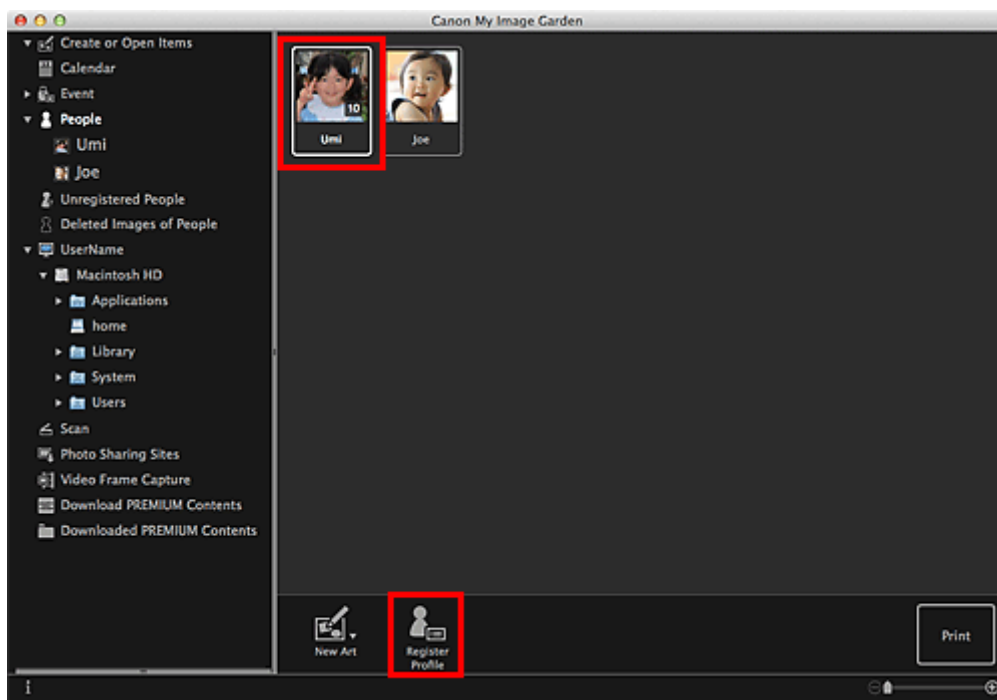 Canon My Image Garden
Create or Open Items
Calendar
Event
People
Umi
Joe
Unregistered People
Deleted Images of People
UserName
Macintosh HD
Applications
home
Library
System
Users
Scan
Photo Sharing Sites
Video Frame Capture
Download PREMIUM Contents
Downloaded PREMIUM Contents
10
Umi
Joe
New Art
Register
Profile
Print
i